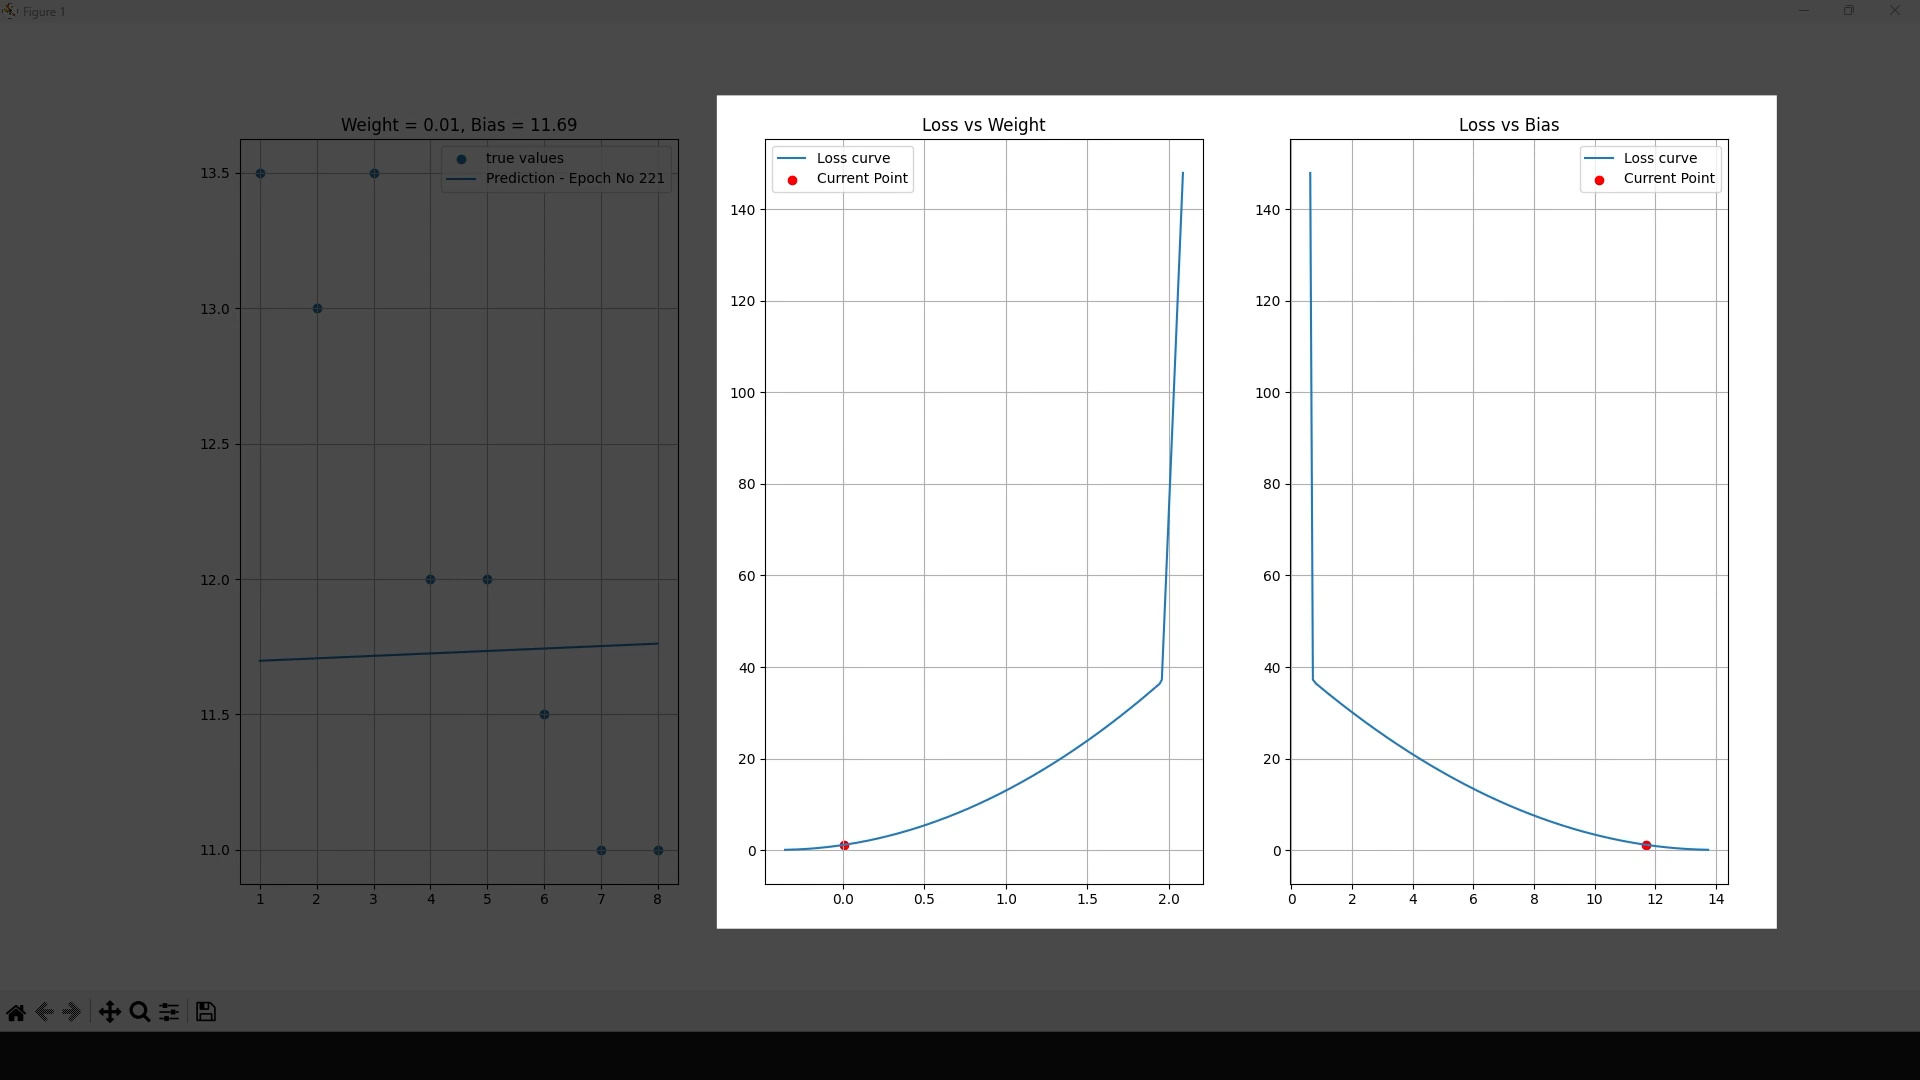 Figure 1
Weight = 0.01, Bias = 11.69
true values
Prediction - Epoch No 221
13.5
13.0
12.5
12.0
11.5
11.0
1 2 3 4 5 6 7 8
Loss vs Weight
Loss curve
Current Point
140
120
100
80
60
40
20
0
0.0 0.5 1.0 1.5 2.0
Loss vs Bias
Loss curve
Current Point
140
120
100
80
60
40
20
0
0 2 4 6 8 10 12 14